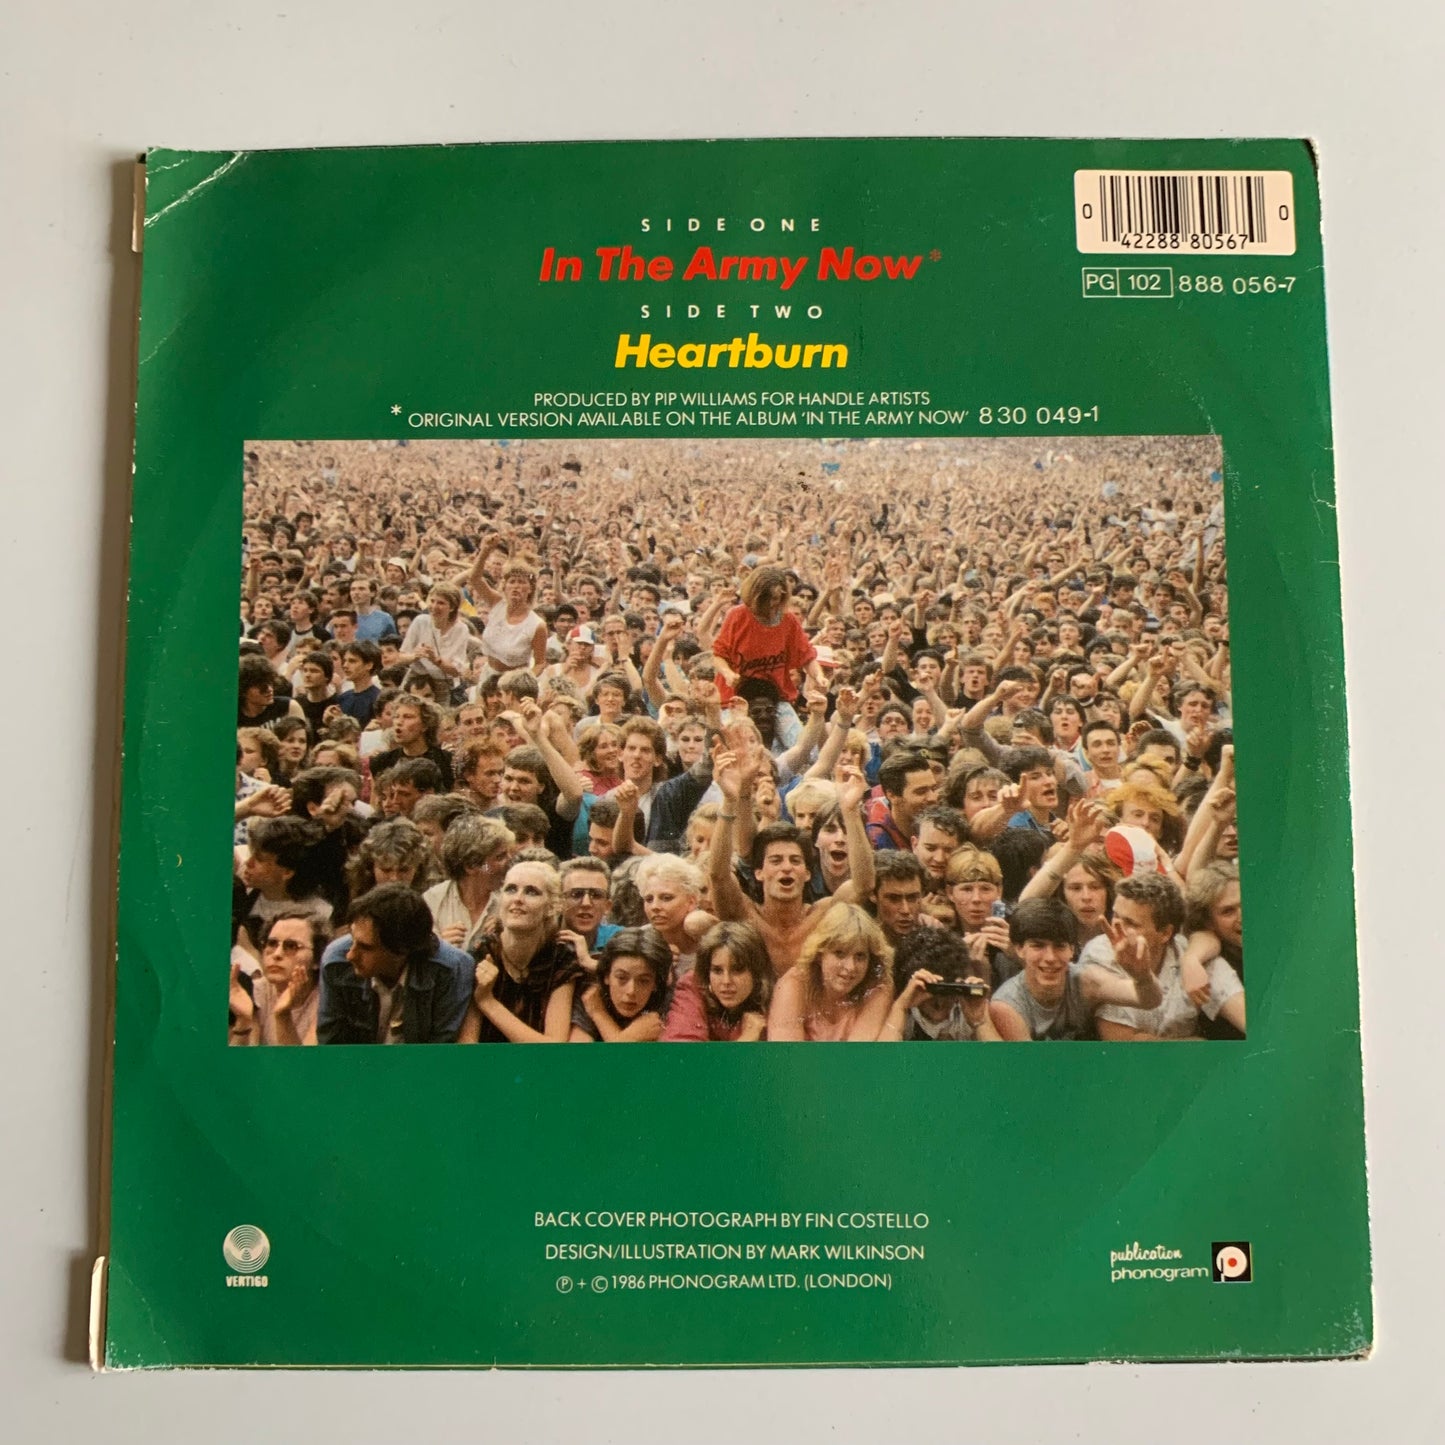 SIDE ONE
In The Army Now*
SIDE TWO
Heartburn
PRODUCED BY PIP WILLIAMS FOR HANDLE ARTISTS
* ORIGINAL VERSION AVAILABLE ON THE ALBUM 'IN THE ARMY NOW' 830 049-1
0 42288 80567 0
PG 102 888 056-7
BACK COVER PHOTOGRAPH BY FIN COSTELLO
DESIGN/ILLUSTRATION BY MARK WILKINSON
Ⓟ + © 1986 PHONOGRAM LTD. (LONDON)
VERTIGO
publication
phonogram